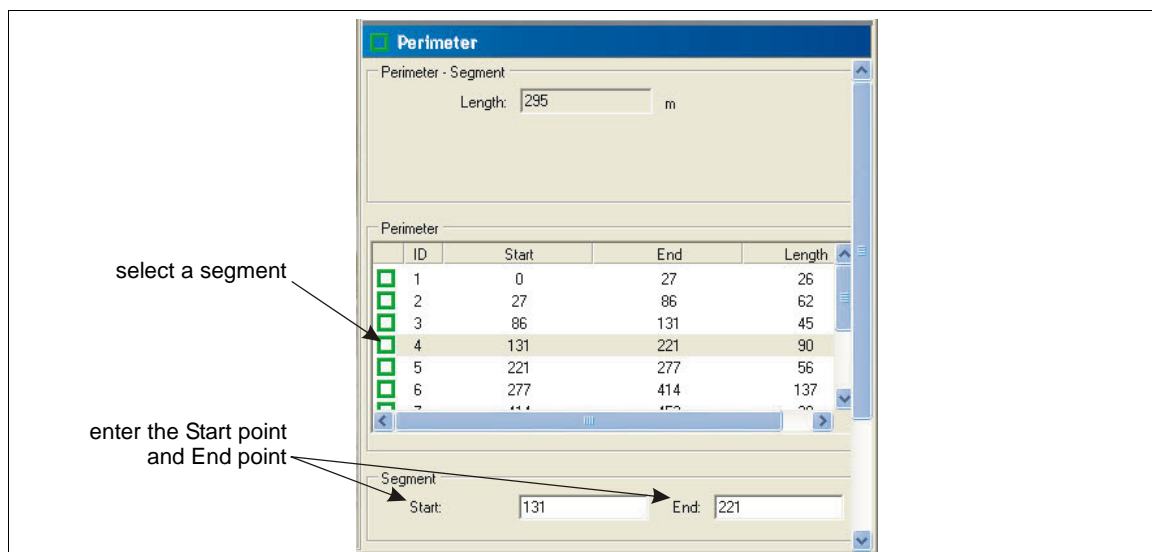 Perimeter
Perimeter - Segment
Length: 295 m
Perimeter
ID Start End Length
1 0 27 26
2 27 86 62
3 86 131 45
4 131 221 90
5 221 277 56
6 277 414 137
select a segment
enter the Start point
and End point
Segment
Start: 131 End: 221